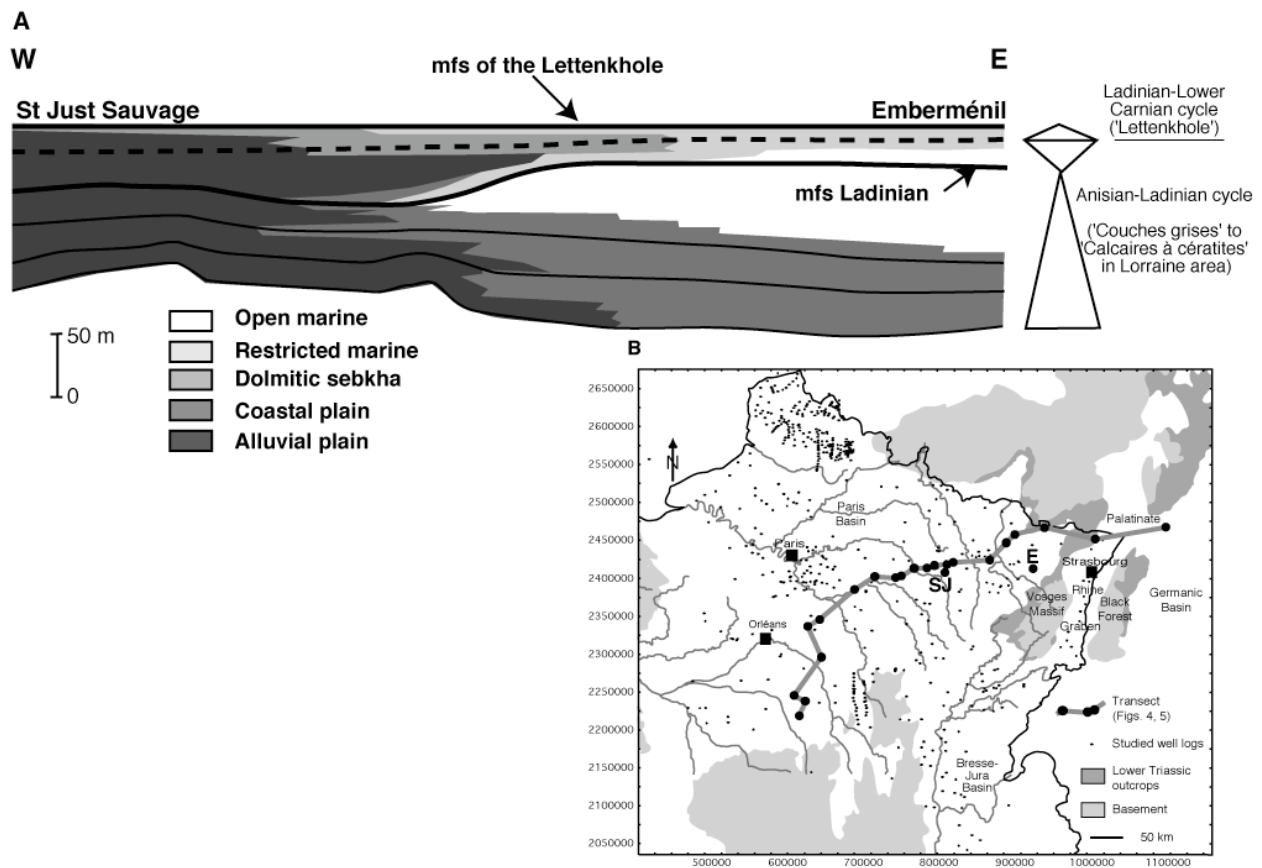 A
W
E
mfs of the Lettenkhole
St Just Sauvage
Emberménil
mfs Ladinian
Ladinian-Lower
Carnian cycle
('Lettenkhole')
Anisian-Ladinian cycle
('Couches grises' to
'Calcaires à cératites'
in Lorraine area)
50 m
0
Open marine
Restricted marine
Dolmitic sebkha
Coastal plain
Alluvial plain
B
2650000
2600000
2550000
2500000
2450000
2400000
2350000
2300000
2250000
2200000
2150000
2100000
2050000
N
Paris
Basin
Paris
Orléans
SJ
E
Palatinate
Strasbourg
Vosges
Massif
Rhine
Graben
Black
Forest
Germanic
Basin
Bresse-
Jura
Basin
Transect
(Figs. 4, 5)
Studied well logs
Lower Triassic
outcrops
Basement
50 km
500000 600000 700000 800000 900000 1000000 1100000